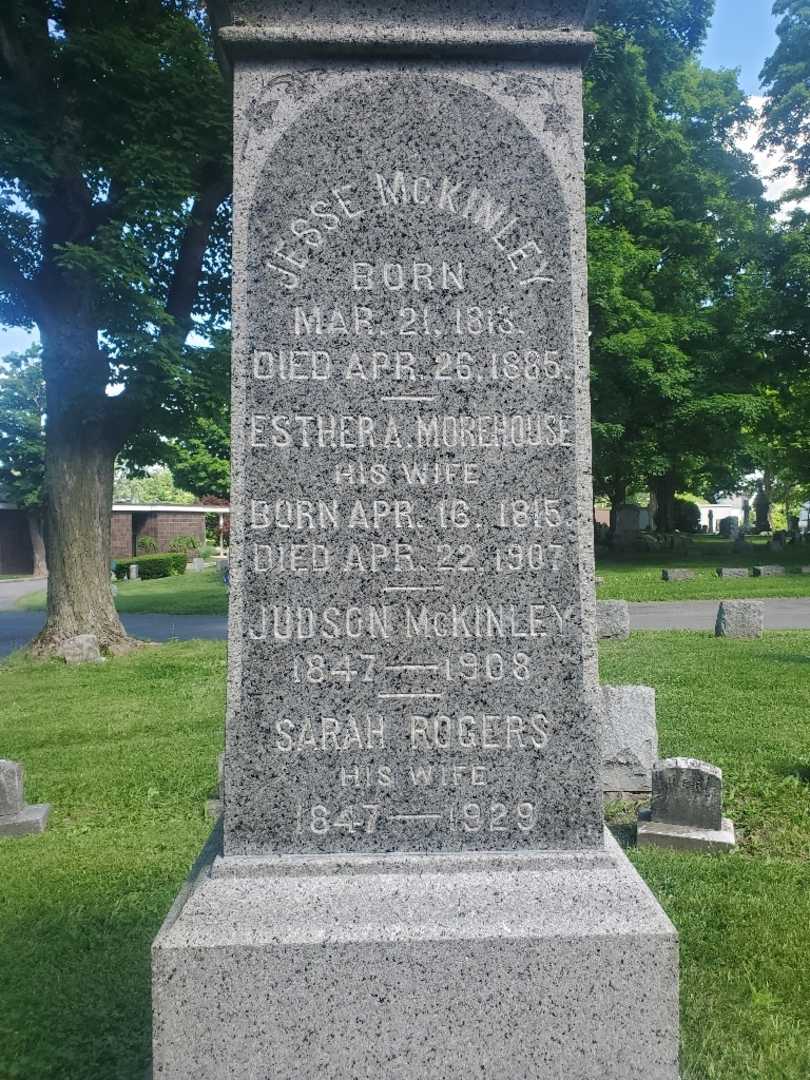 JESSE McKINLEY
BORN
MAR. 21, 1813.
DIED APR. 26, 1885.
ESTHER A. MOREHOUSE
HIS WIFE
BORN APR. 16, 1815.
DIED APR. 22, 1907
JUDSON McKINLEY
1847 — 1908
SARAH ROGERS
HIS WIFE
1847 — 1929